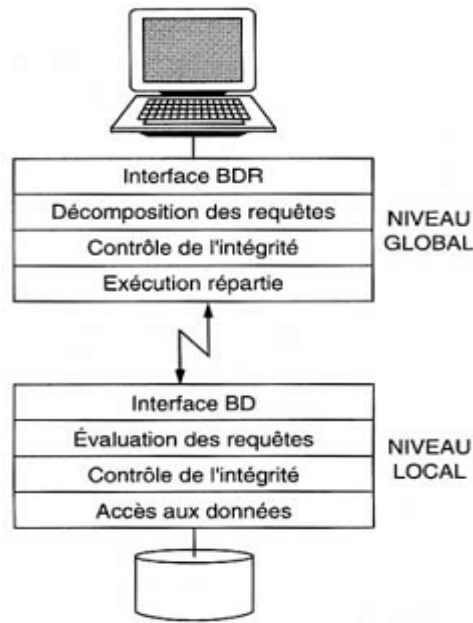 Interface BDR
Décomposition des requêtes
Contrôle de l'intégrité
Exécution répartie
NIVEAU
GLOBAL
Interface BD
Évaluation des requêtes
Contrôle de l'intégrité
Accès aux données
NIVEAU
LOCAL